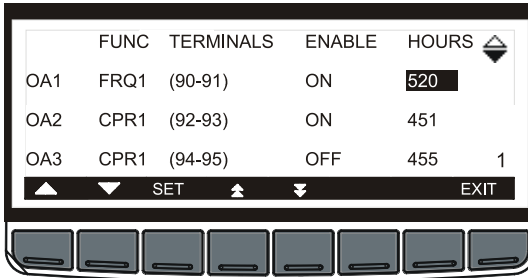 FUNC TERMINALS ENABLE HOURS
OA1 FRQ1 (90-91) ON 520
OA2 CPR1 (92-93) ON 451
OA3 CPR1 (94-95) OFF 455 1
SET EXIT